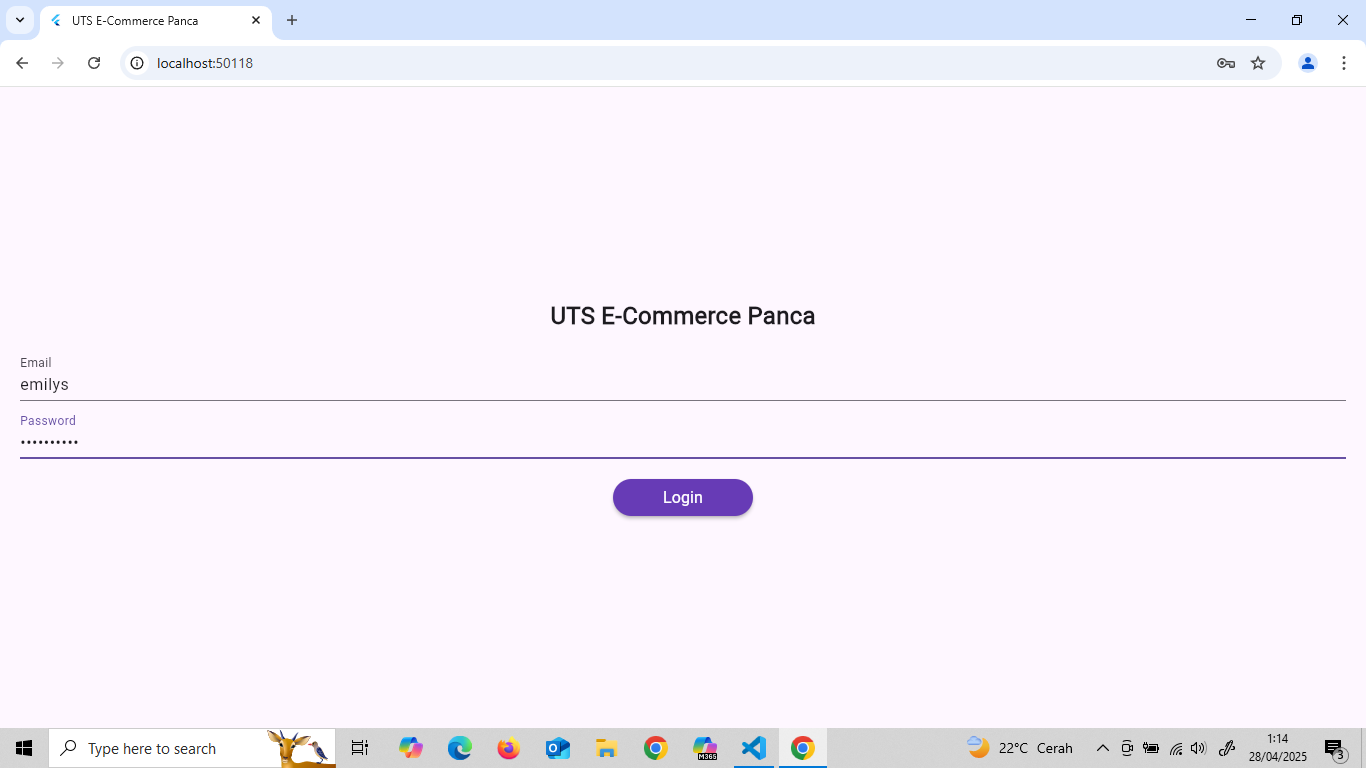 UTS E-Commerce Panca
localhost:50118
UTS E-Commerce Panca
Email
emilys
Password
••••••••••
Login
Type here to search
M365
22°C Cerah
1:14
28/04/2025
3